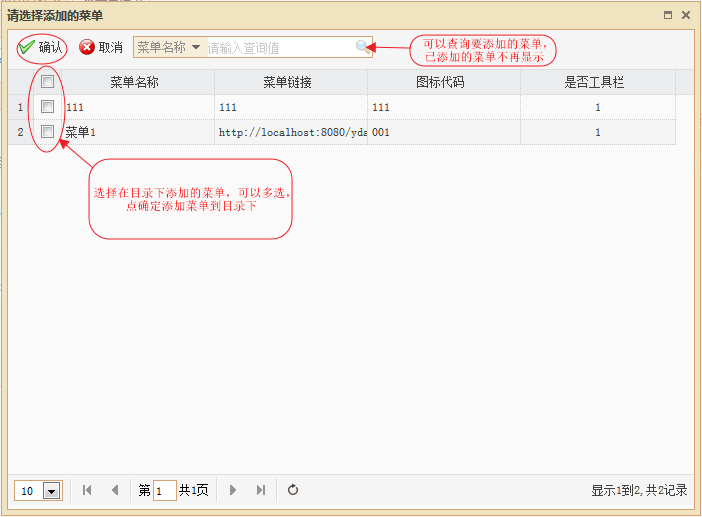 请选择添加的菜单
确认 取消 菜单名称 请输入查询值
可以查询要添加的菜单，
已添加的菜单不再显示
菜单名称 菜单链接 图标代码 是否工具栏
1 111 111 111 1
2 菜单1 http://localhost:8080/yds 001 1
选择在目录下添加的菜单，可以多选，
点确定添加菜单到目录下
10 第 1 共1页 显示1到2,共2记录